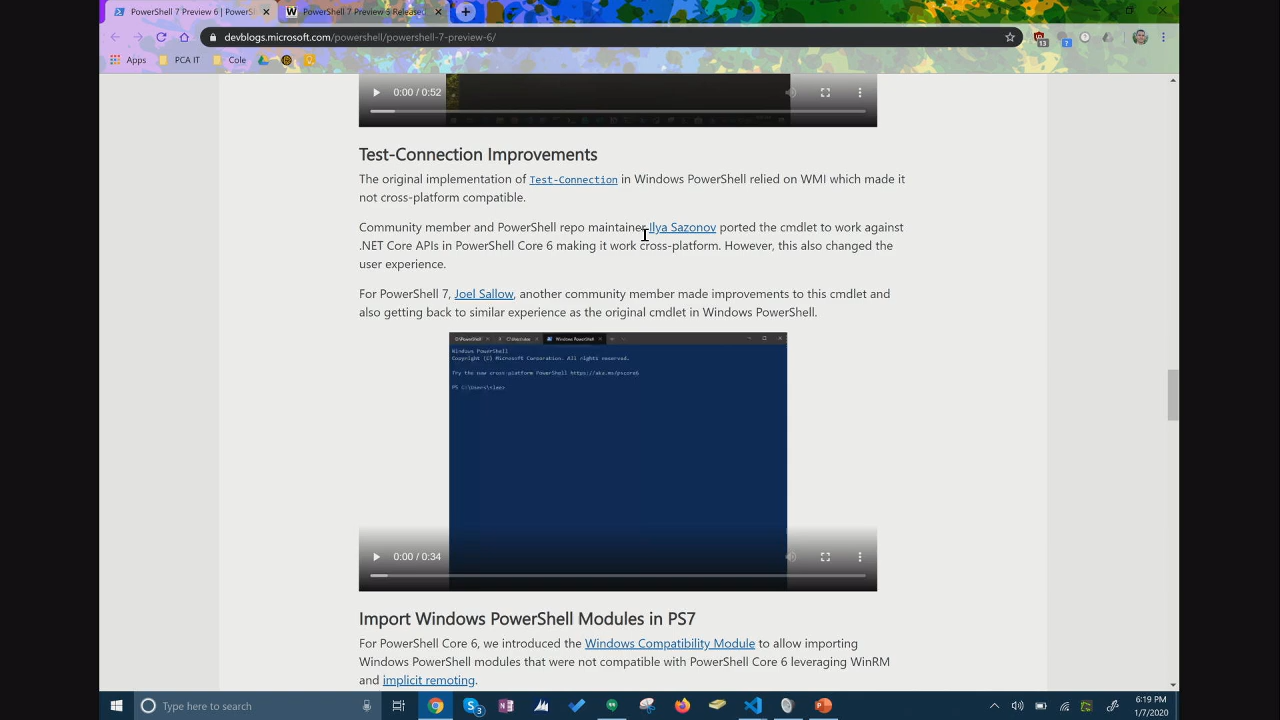 PowerShell 7 Preview 6 | PowerS
PowerShell 7 Preview 5 Released
devblogs.microsoft.com/powershell/powershell-7-preview-6/
13
?
Apps
PCA IT
Cole
0:00 / 0:52
Test-Connection Improvements
The original implementation of Test-Connection in Windows PowerShell relied on WMI which made it
not cross-platform compatible.
Community member and PowerShell repo maintainer Ilya Sazonov ported the cmdlet to work against
.NET Core APIs in PowerShell Core 6 making it work cross-platform. However, this also changed the
user experience.
For PowerShell 7, Joel Sallow, another community member made improvements to this cmdlet and
also getting back to similar experience as the original cmdlet in Windows PowerShell.
Windows PowerShell
Windows PowerShell
Copyright (C) Microsoft Corporation. All rights reserved.
Try the new cross-platform PowerShell https://aka.ms/pscore6
PS C:\Users\slee>
0:00 / 0:34
Import Windows PowerShell Modules in PS7
For PowerShell Core 6, we introduced the Windows Compatibility Module to allow importing
Windows PowerShell modules that were not compatible with PowerShell Core 6 leveraging WinRM
and implicit remoting.
Type here to search
6:19 PM
1/7/2020